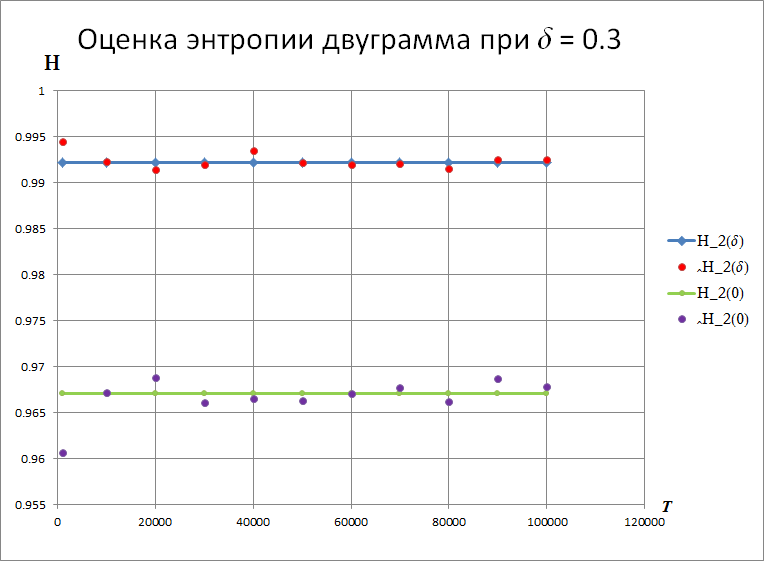 Оценка энтропии двуграмма при δ = 0.3
H
1
0.995
0.99
0.985
0.98
0.975
0.97
0.965
0.96
0.955
0 20000 40000 60000 80000 100000 120000
T
H_2(δ)
^H_2(δ)
H_2(0)
^H_2(0)